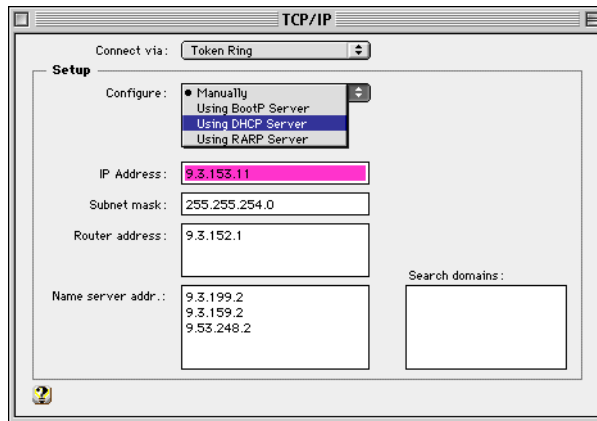 TCP/IP
Connect via: Token Ring
Setup
Configure: • Manually
Using BootP Server
Using DHCP Server
Using RARP Server
IP Address: 9.3.153.11
Subnet mask: 255.255.254.0
Router address: 9.3.152.1
Search domains:
Name server addr.: 9.3.199.2
9.3.159.2
9.53.248.2
?